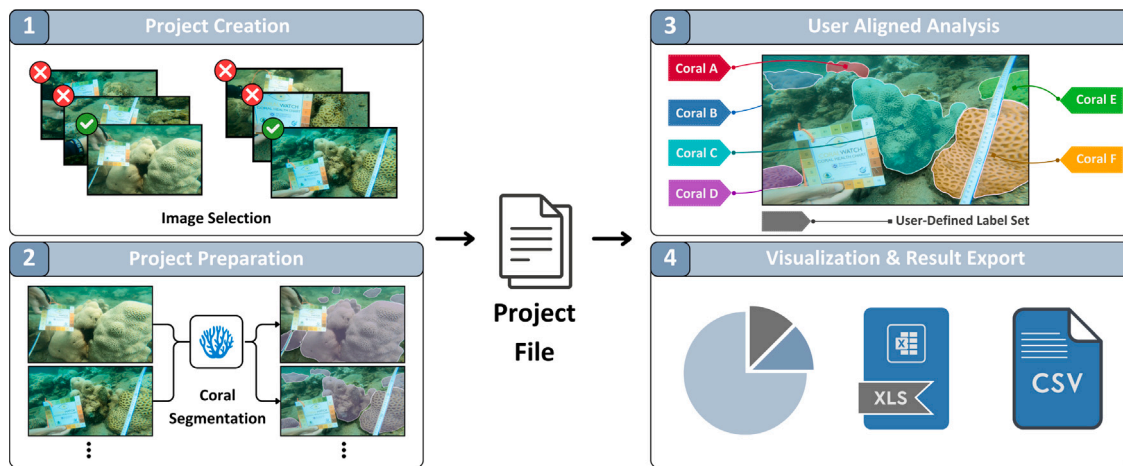 1
Project Creation
Image Selection
2
Project Preparation
Coral
Segmentation
Project
File
3
User Aligned Analysis
Coral A
Coral B
Coral C
Coral D
Coral E
Coral F
WATCH
User-Defined Label Set
4
Visualization & Result Export
XLS
X
CSV